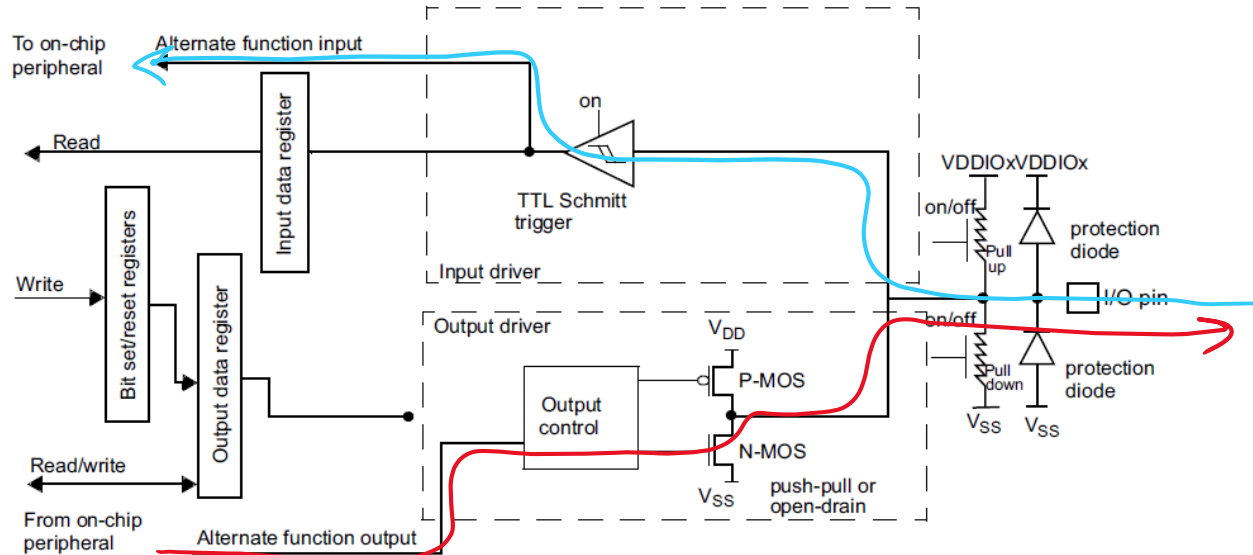 To on-chip
peripheral
Alternate function input
on
Read
Input data register
TTL Schmitt
trigger
Input driver
VDDIOx
VDDIOx
on/off
Pull
up
protection
diode
I/O pin
Write
Bit set/reset registers
Output data register
Read/write
Output driver
VDD
P-MOS
Output
control
N-MOS
VSS
push-pull or
open-drain
on/off
Pull
down
protection
diode
VSS
VSS
From on-chip
peripheral
Alternate function output